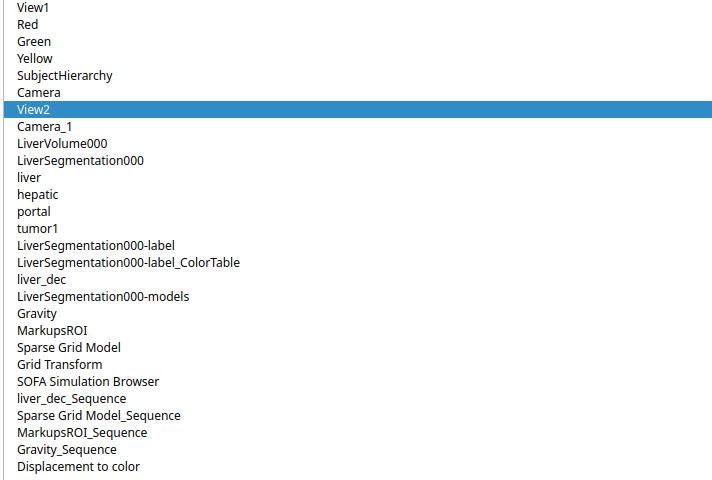 View1
Red
Green
Yellow
SubjectHierarchy
Camera
View2
Camera_1
LiverVolume000
LiverSegmentation000
liver
hepatic
portal
tumor1
LiverSegmentation000-label
LiverSegmentation000-label_ColorTable
liver_dec
LiverSegmentation000-models
Gravity
MarkupsROI
Sparse Grid Model
Grid Transform
SOFA Simulation Browser
liver_dec_Sequence
Sparse Grid Model_Sequence
MarkupsROI_Sequence
Gravity_Sequence
Displacement to color